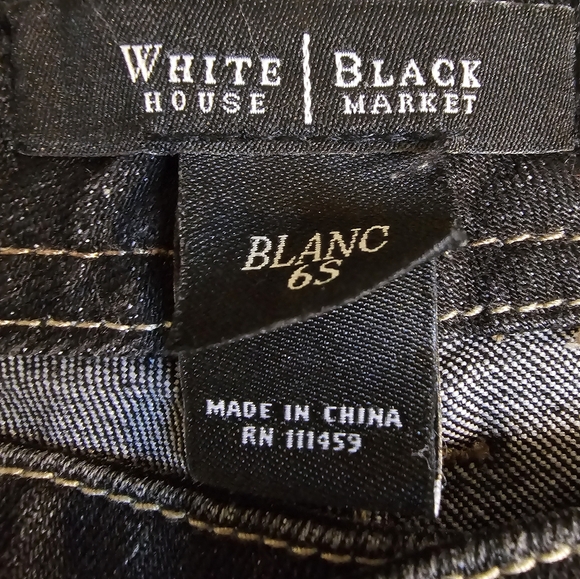 WHITE | BLACK
HOUSE | MARKET
BLANC
6S
MADE IN CHINA
RN 111459